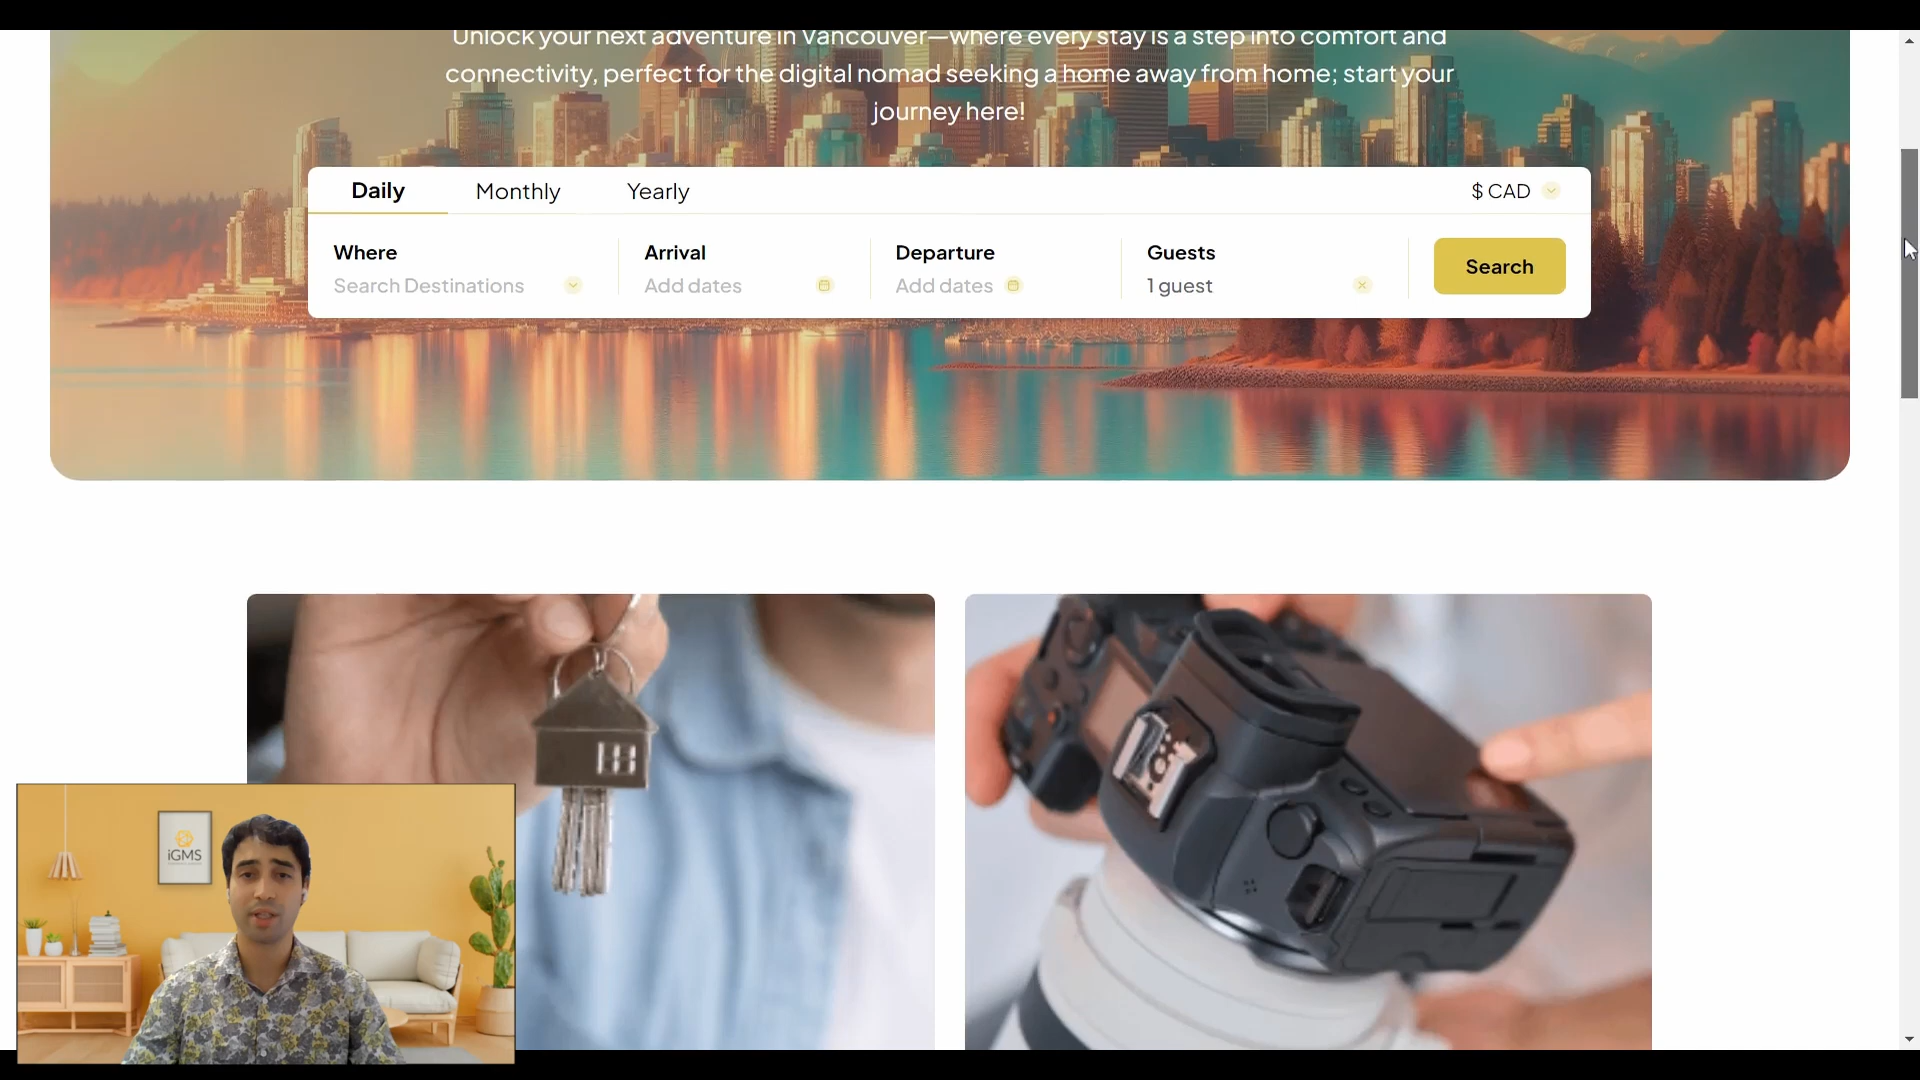 Unlock your next adventure in Vancouver—where every stay is a step into comfort and
connectivity, perfect for the digital nomad seeking a home away from home; start your
journey here!
Daily Monthly Yearly $ CAD
Where Arrival Departure Guests
Search Destinations Add dates Add dates 1 guest
Search
iGMS